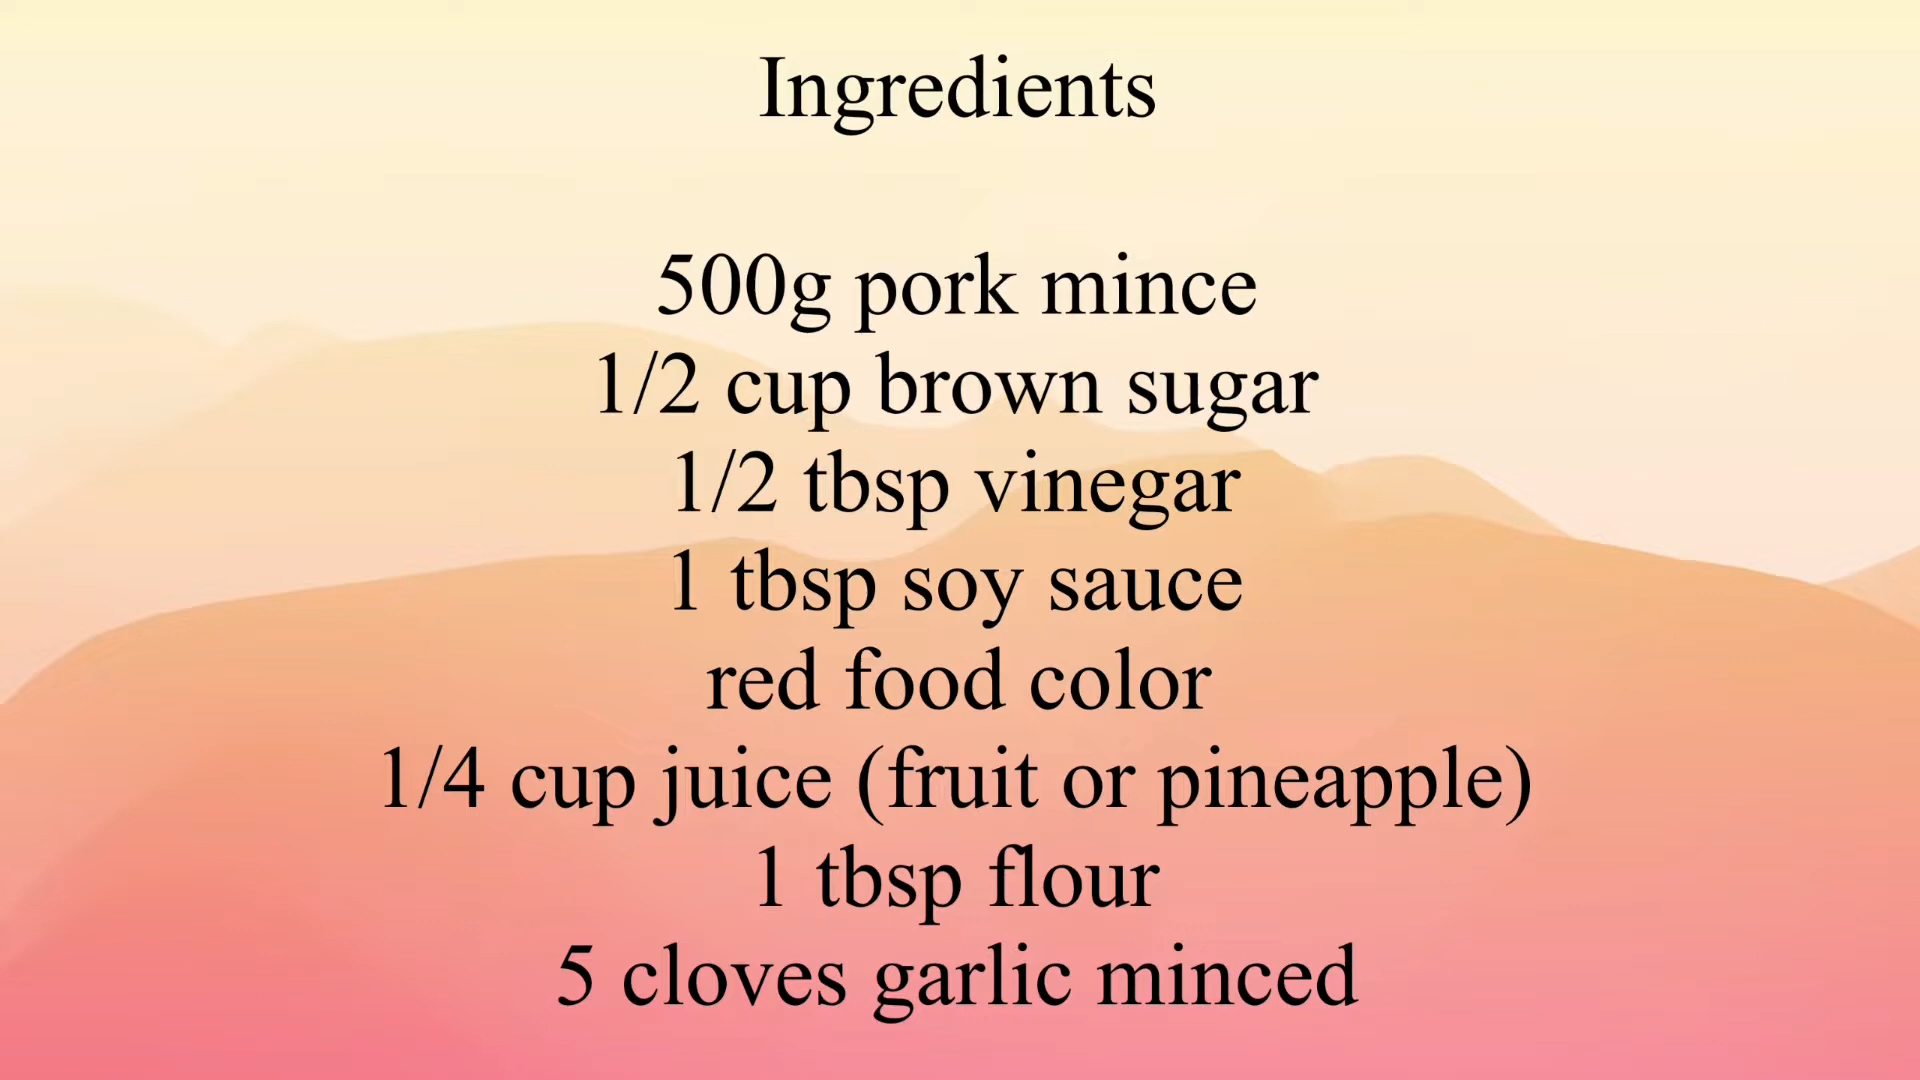 Ingredients
500g pork mince
1/2 cup brown sugar
1/2 tbsp vinegar
1 tbsp soy sauce
red food color
1/4 cup juice (fruit or pineapple)
1 tbsp flour
5 cloves garlic minced